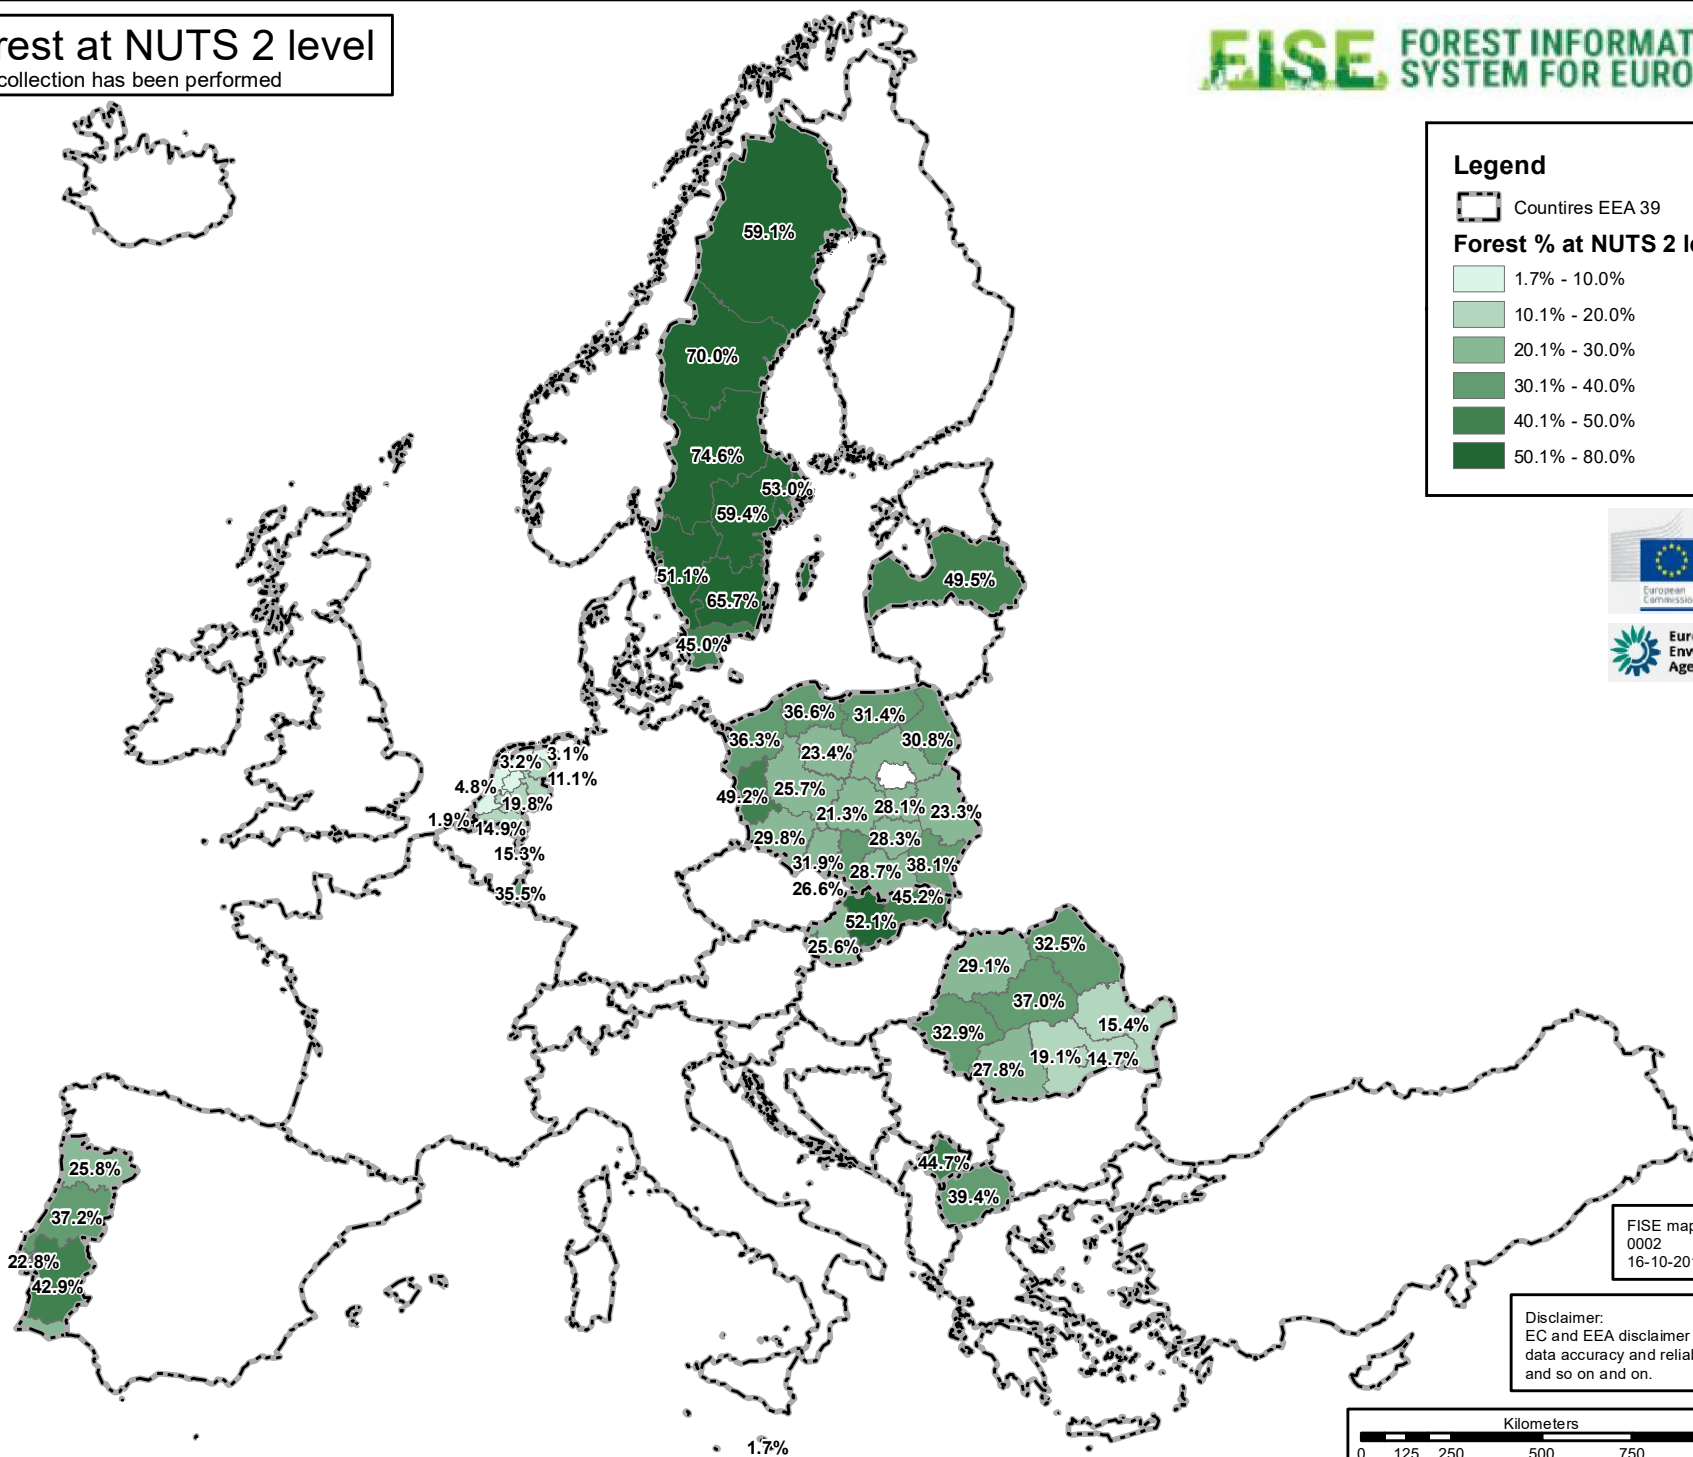 rest at NUTS 2 level
collection has been performed
FISE FOREST INFORMAT
SYSTEM FOR EURO
Legend
Countires EEA 39
Forest % at NUTS 2 le
1.7% - 10.0%
10.1% - 20.0%
20.1% - 30.0%
30.1% - 40.0%
40.1% - 50.0%
50.1% - 80.0%
European
Commissio
Euro
Envi
Age
59.1%
70.0%
74.6%
53.0%
59.4%
51.1%
65.7%
45.0%
49.5%
36.6%
31.4%
36.3%
23.4%
30.8%
3.2%
3.1%
11.1%
4.8%
19.8%
1.9%
14.9%
15.3%
35.5%
49.2%
25.7%
21.3%
28.1%
23.3%
29.8%
28.3%
31.9%
28.7%
38.1%
26.6%
45.2%
52.1%
25.6%
32.5%
29.1%
37.0%
32.9%
15.4%
27.8%
19.1%
14.7%
25.8%
37.2%
22.8%
42.9%
44.7%
39.4%
1.7%
FISE map
0002
16-10-201
Disclaimer:
EC and EEA disclaimer
data accuracy and relial
and so on and on.
Kilometers
0 125 250 500 750